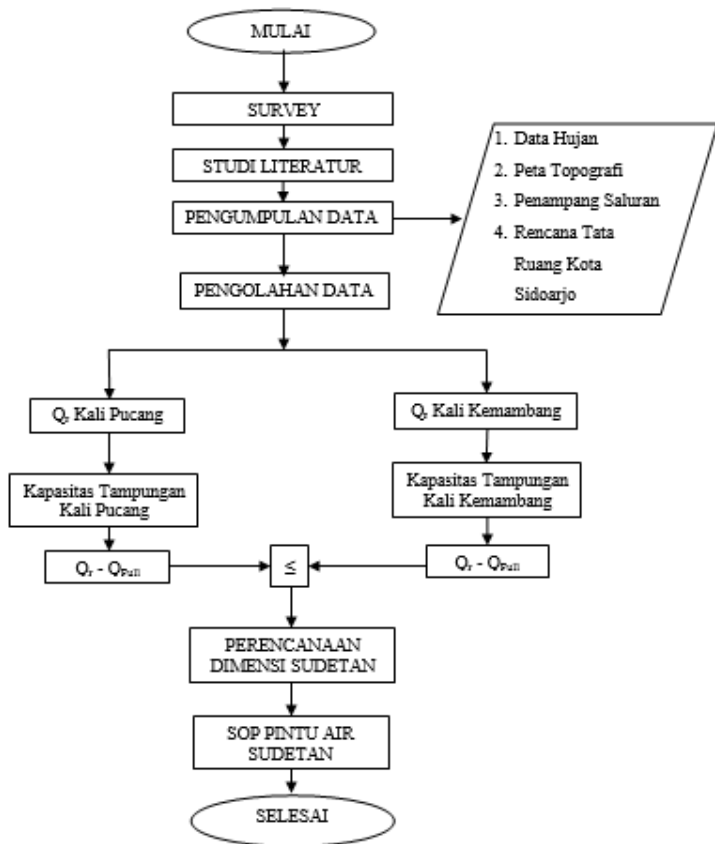 MULAI
SURVEY
STUDI LITERATUR
PENGUMPULAN DATA
1. Data Hujan
2. Peta Topografi
3. Penampang Saluran
4. Rencana Tata
Ruang Kota
Sidoarjo
PENGOLAHAN DATA
Qr Kali Pucang
Kapasitas Tampungan
Kali Pucang
Qr - QFull
Qr Kali Kemambang
Kapasitas Tampungan
Kali Kemambang
Qr - QFull
≤
PERENCANAAN
DIMENSI SUDETAN
SOP PINTU AIR
SUDETAN
SELESAI